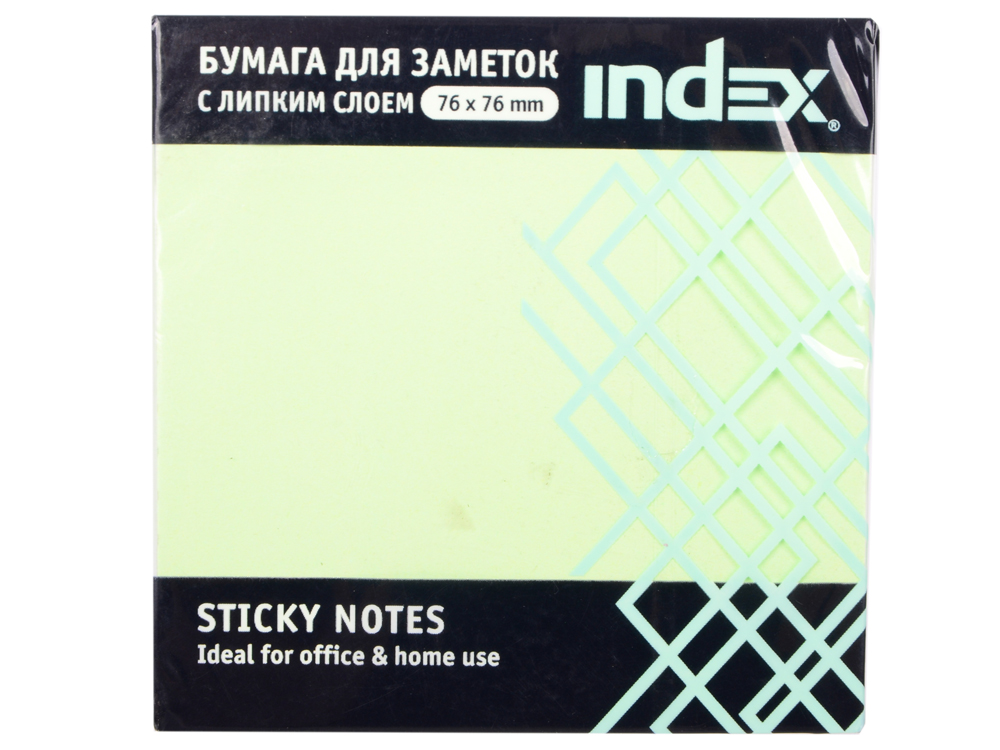 БУМАГА ДЛЯ ЗАМЕТОК
С ЛИПКИМ СЛОЕМ 76 x 76 mm
index®
STICKY NOTES
Ideal for office & home use